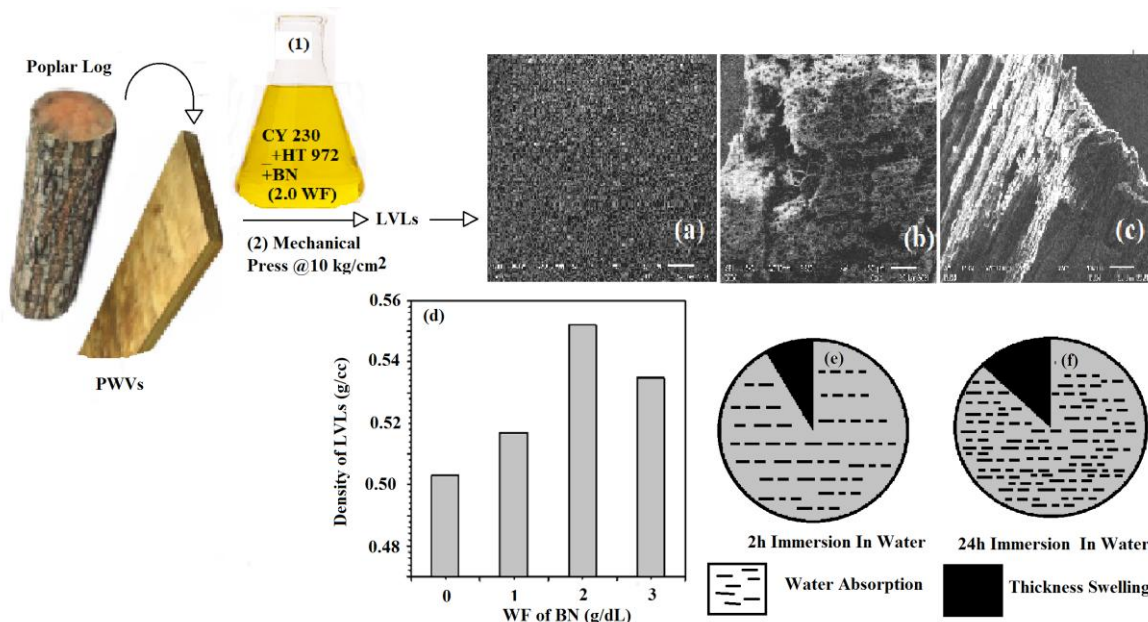 Poplar Log
PWVs
(1)
CY 230
_+HT 972
+BN
(2.0 WF)
(2) Mechanical
Press @10 kg/cm2
LVLs
(a)
(b)
(c)
(d)
Density of LVLs (g/cc)
0.56
0.54
0.52
0.50
0.48
0
1
2
3
WF of BN (g/dL)
(e)
(f)
2h Immersion In Water
24h Immersion In Water
Water Absorption
Thickness Swelling